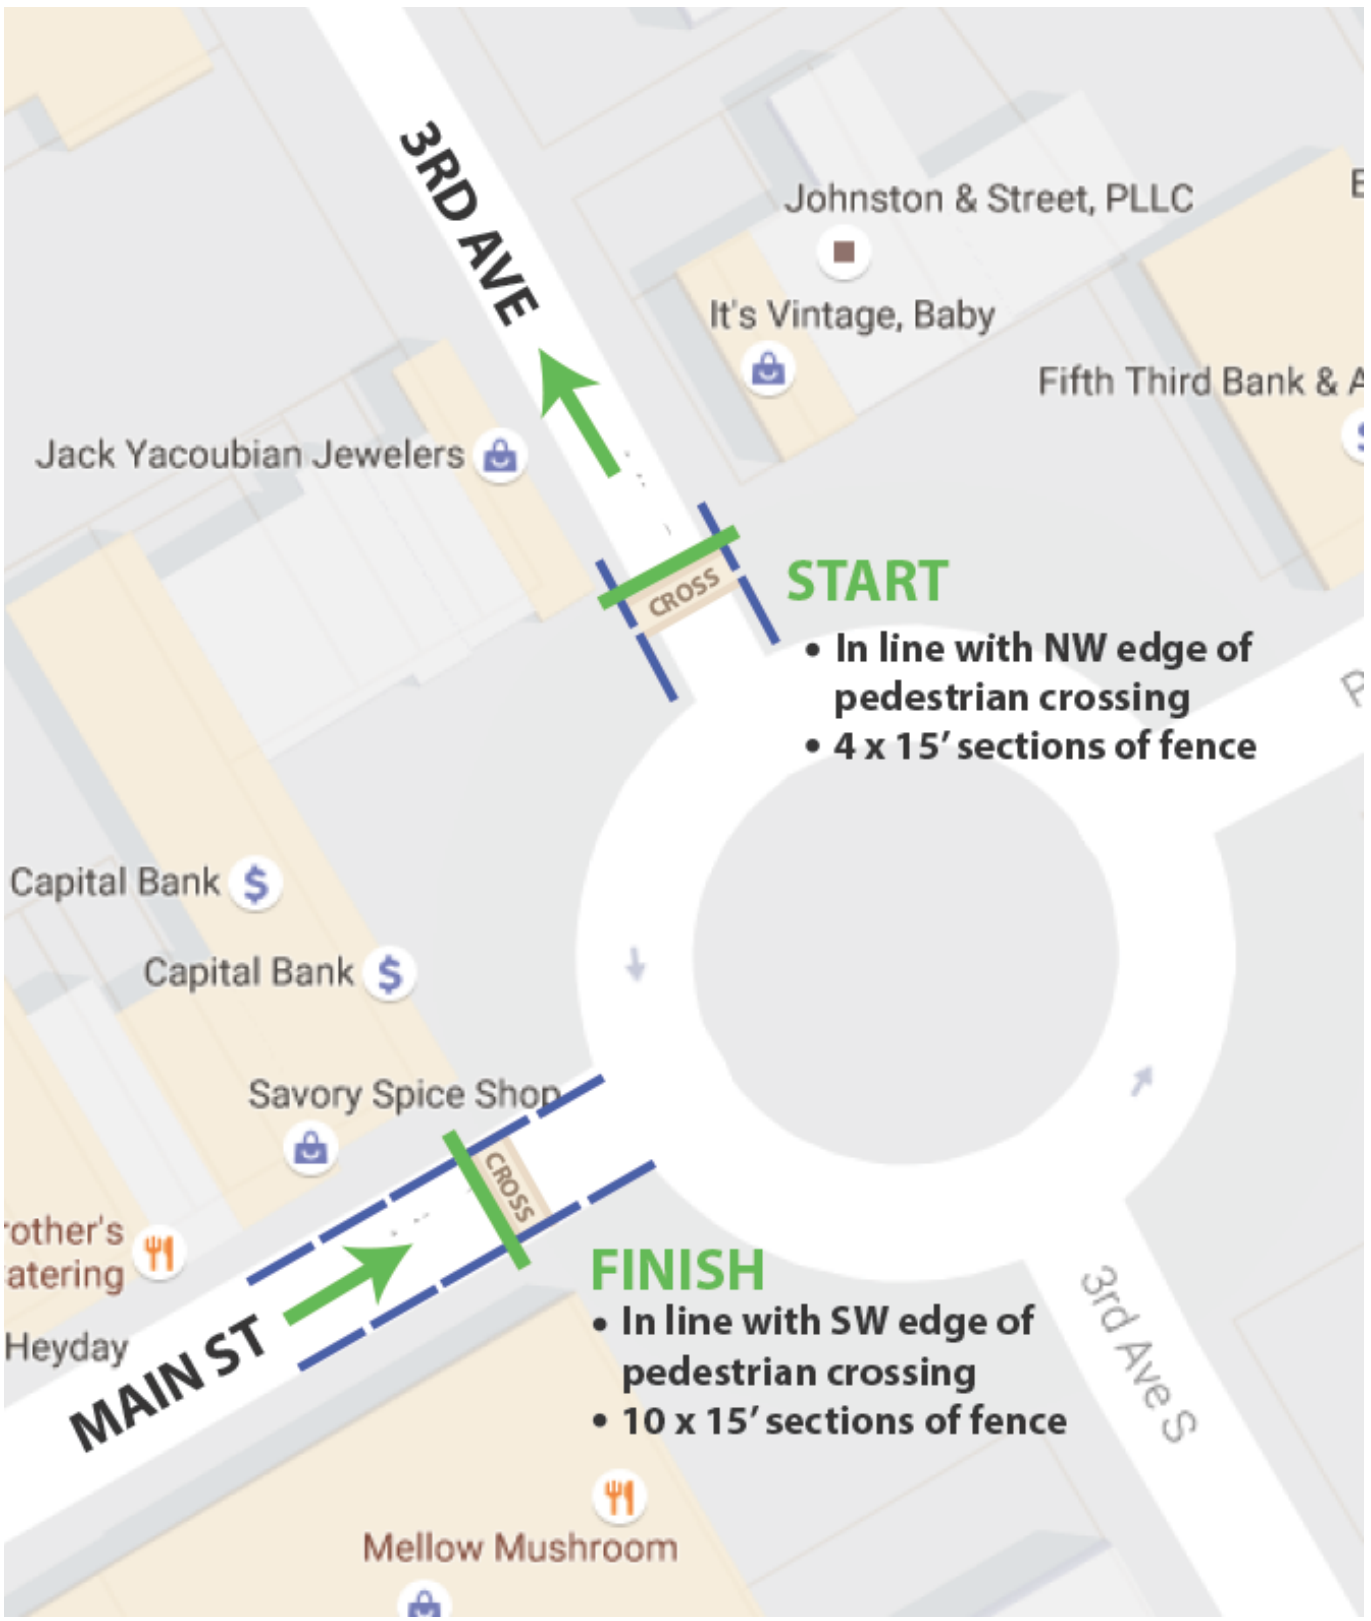 3RD AVE
Johnston & Street, PLLC
It's Vintage, Baby
Fifth Third Bank & A
Jack Yacoubian Jewelers
CROSS
START
• In line with NW edge of
pedestrian crossing
• 4 x 15′ sections of fence
P
E
Capital Bank
$
Capital Bank
$
Savory Spice Shop
CROSS
rother's
atering
Heyday
MAIN ST
FINISH
• In line with SW edge of
pedestrian crossing
• 10 x 15′ sections of fence
3rd Ave S
Mellow Mushroom